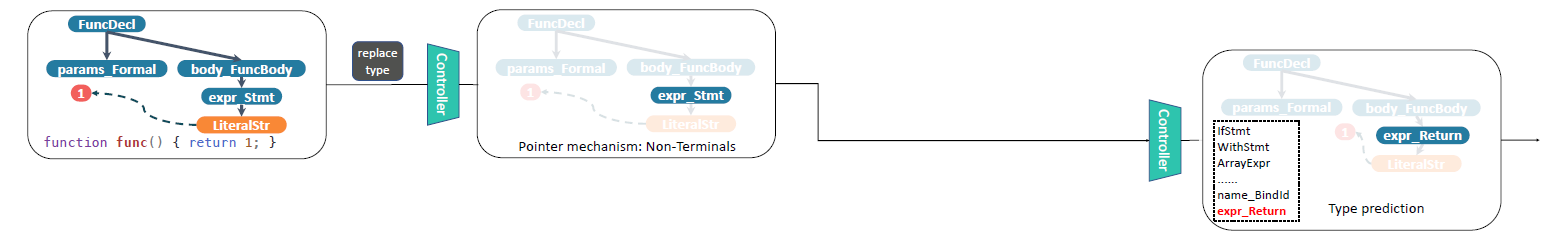 FuncDecl
params_Formal
body_FuncBody
1
expr_Stmt
LiteralStr
function func() { return 1; }
replace
type
Controller
FuncDecl
params_Formal
body_FuncBody
1
expr_Stmt
LiteralStr
Pointer mechanism: Non-Terminals
Controller
FuncDecl
params_Formal
body_FuncBody
1
expr_Return
LiteralStr
IfStmt
WithStmt
ArrayExpr
......
name_BindId
expr_Return
Type prediction